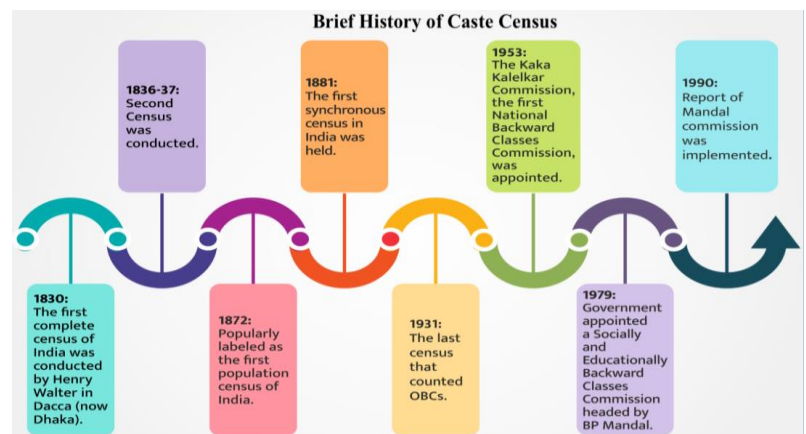 Brief History of Caste Census
1830:
The first
complete
census of
India was
conducted
by Henry
Walter in
Dacca (now
Dhaka).
1836-37:
Second
Census
was
conducted.
1872:
Popularly
labeled as
the first
population
census of
India.
1881:
The first
synchronous
census in
India was
held.
1931:
The last
census
that
counted
OBCs.
1953:
The Kaka
Kalelkar
Commission,
the first
National
Backward
Classes
Commission,
was
appointed.
1979:
Government
appointed
a Socially
and
Educationally
Backward
Classes
Commission
headed by
BP Mandal.
1990:
Report of
Mandal
commission
was
implemented.